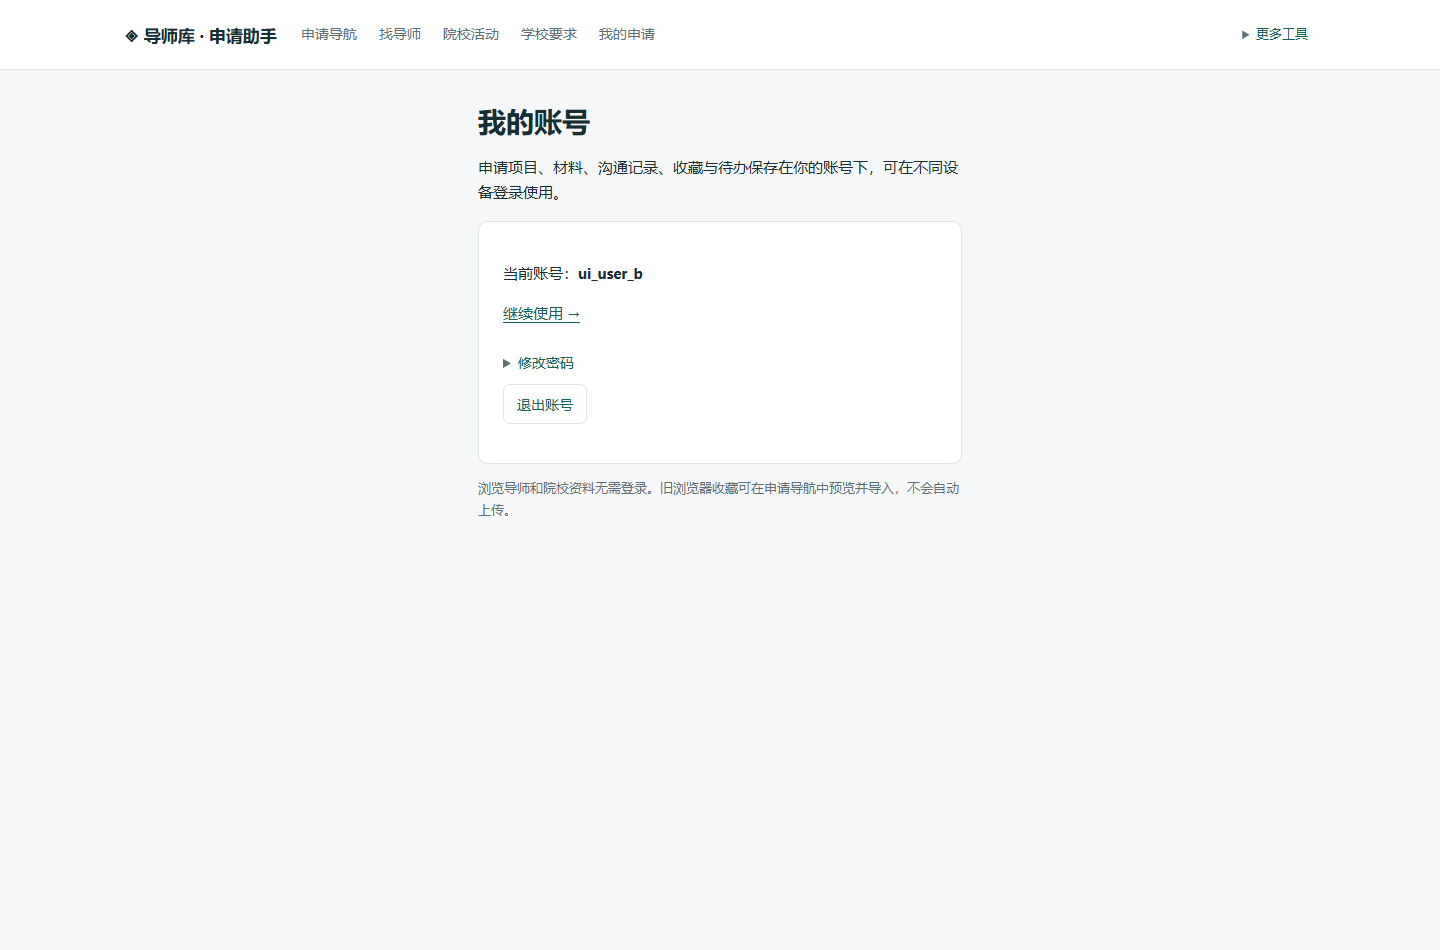 ◈ 导师库 · 申请助手 申请导航 找导师 院校活动 学校要求 我的申请 ▶ 更多工具
我的账号
申请项目、材料、沟通记录、收藏与待办保存在你的账号下，可在不同设
备登录使用。
当前账号：ui_user_b
继续使用 →
▶ 修改密码
退出账号
浏览导师和院校资料无需登录。旧浏览器收藏可在申请导航中预览并导入，不会自动
上传。